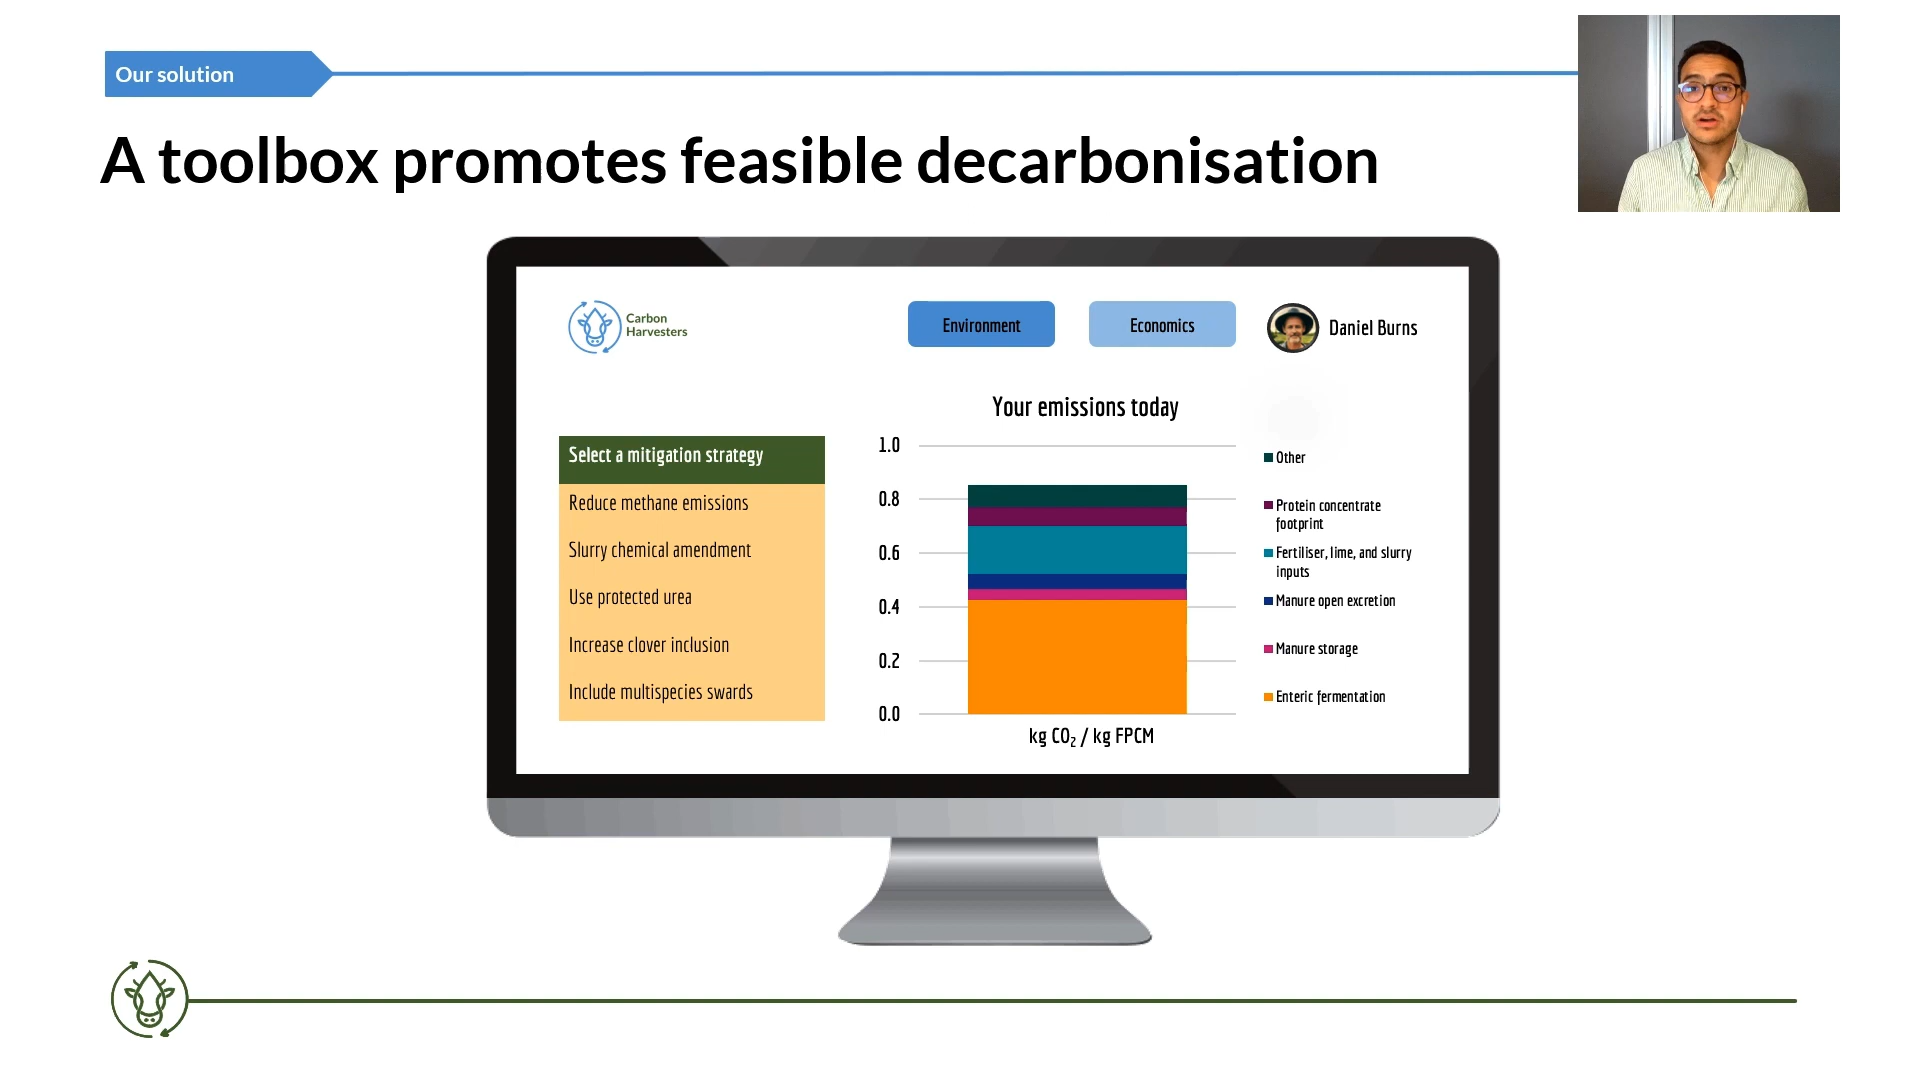 Our solution
A toolbox promotes feasible decarbonisation
Carbon
Harvesters
Environment
Economics
Daniel Burns
Select a mitigation strategy
Reduce methane emissions
Slurry chemical amendment
Use protected urea
Increase clover inclusion
Include multispecies swards
Your emissions today
1.0
0.8
0.6
0.4
0.2
0.0
kg CO₂ / kg FPCM
Other
Protein concentrate
footprint
Fertiliser, lime, and slurry
inputs
Manure open excretion
Manure storage
Enteric fermentation